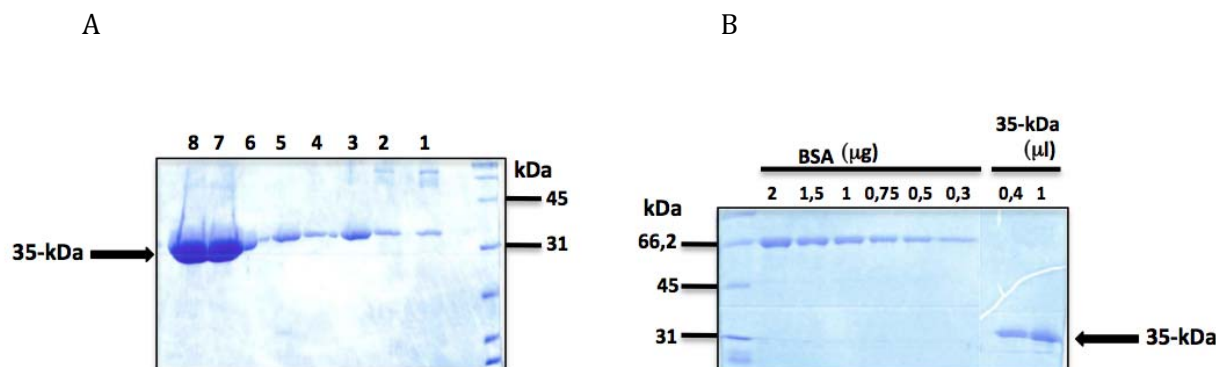 A
B
8 7 6 5 4 3 2 1
kDa
45
35-kDa
31
35-kDa
(μl)
BSA (μg)
2 1,5 1 0,75 0,5 0,3 0,4 1
kDa
66,2
45
31
35-kDa